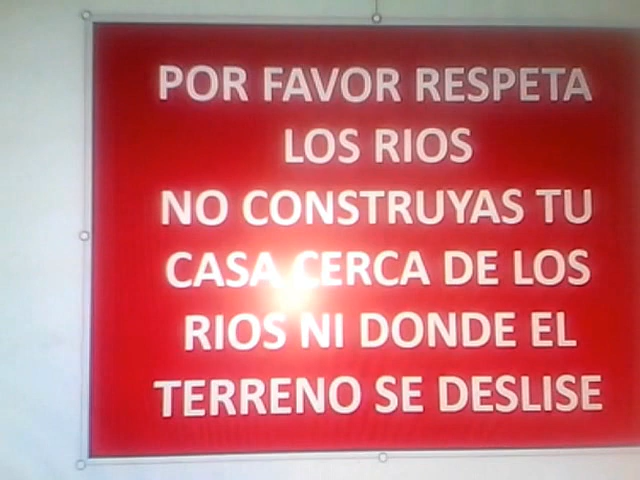 POR FAVOR RESPETA
LOS RIOS
NO CONSTRUYAS TU
CASA CERCA DE LOS
RIOS NI DONDE EL
TERRENO SE DESLISE